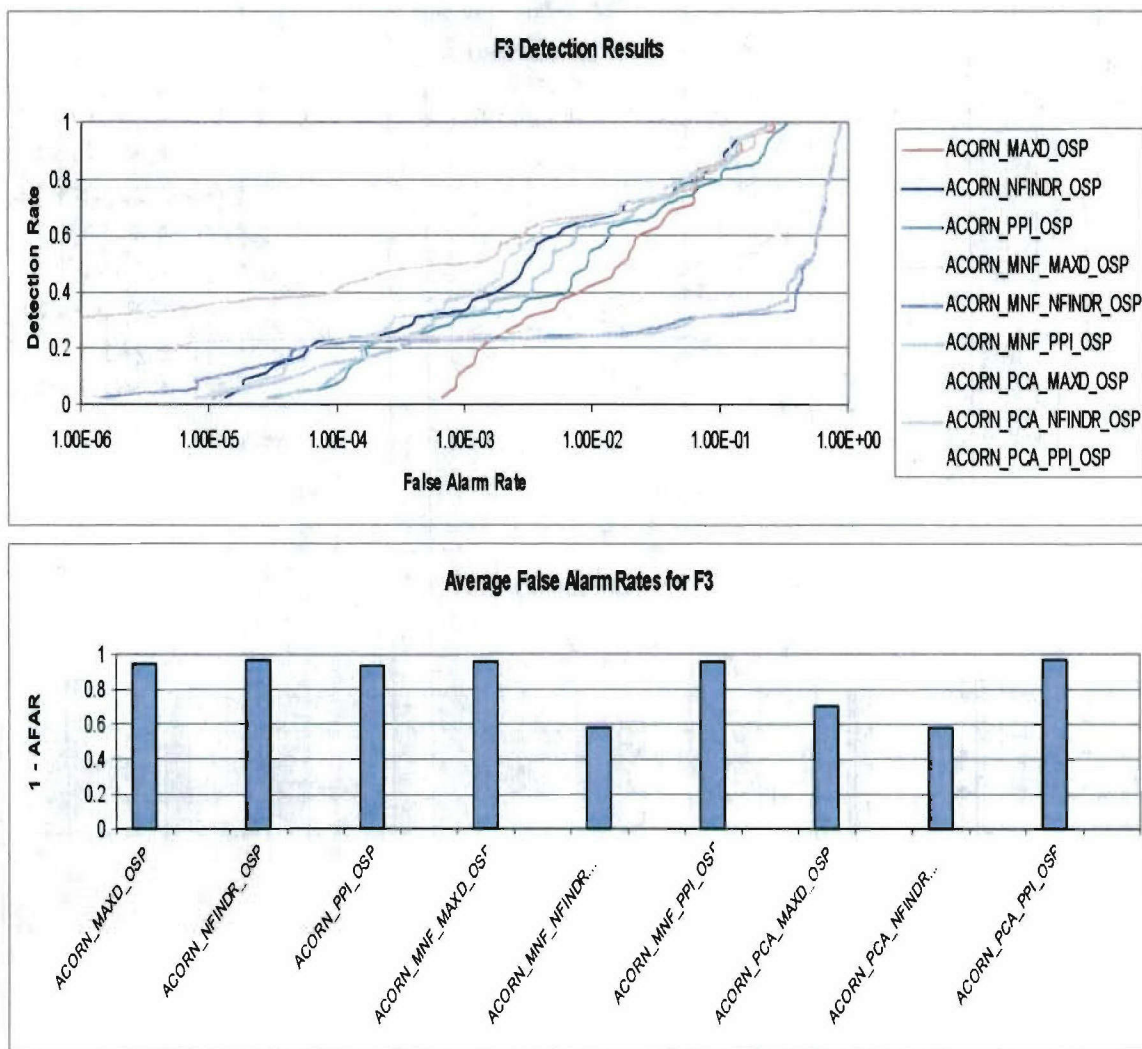 F3 Detection Results
1
0.8
0.6
0.4
0.2
0
Detection Rate
1.00E-06 1.00E-05 1.00E-04 1.00E-03 1.00E-02 1.00E-01 1.00E+00
False Alarm Rate
ACORN_MAXD_OSP
ACORN_NFINDR_OSP
ACORN_PPI_OSP
ACORN_MNF_MAXD_OSP
ACORN_MNF_NFINDR_OSP
ACORN_MNF_PPI_OSP
ACORN_PCA_MAXD_OSP
ACORN_PCA_NFINDR_OSP
ACORN_PCA_PPI_OSP
Average False Alarm Rates for F3
1
0.8
0.6
0.4
0.2
0
1 - AFAR
ACORN_MAXD_OSP
ACORN_NFINDR_OSP
ACORN_PPI_OSP
ACORN_MNF_MAXD_OSP
ACORN_MNF_NFINDR...
ACORN_MNF_PPI_OSP
ACORN_PCA_MAXD_OSP
ACORN_PCA_NFINDR...
ACORN_PCA_PPI_OSP